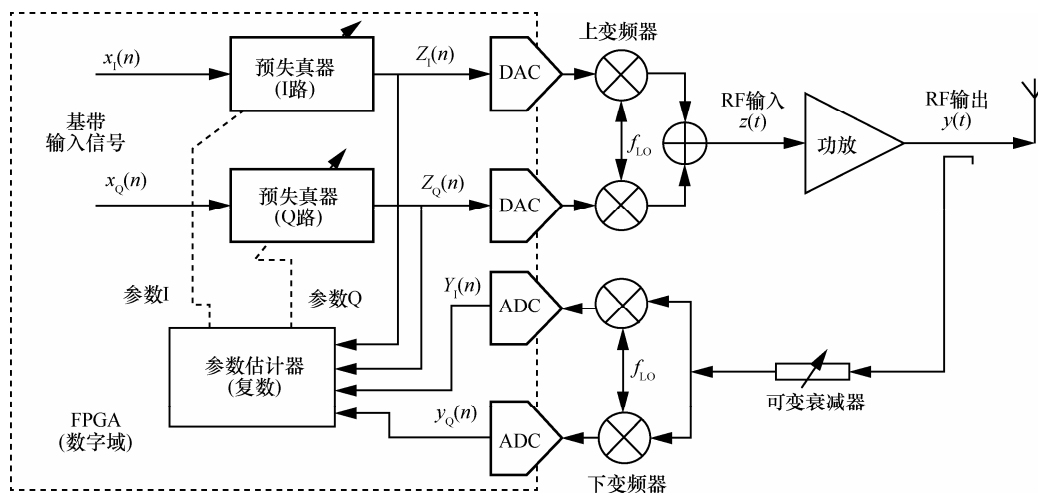 上变频器
x_I(n)
预失真器
(I路)
Z_I(n)
DAC
基带
输入信号
f_LO
RF输入
z(t)
功放
RF输出
y(t)
x_Q(n)
预失真器
(Q路)
Z_Q(n)
DAC
参数I
参数Q
Y_I(n)
ADC
参数估计器
(复数)
f_LO
可变衰减器
FPGA
(数字域)
y_Q(n)
ADC
下变频器